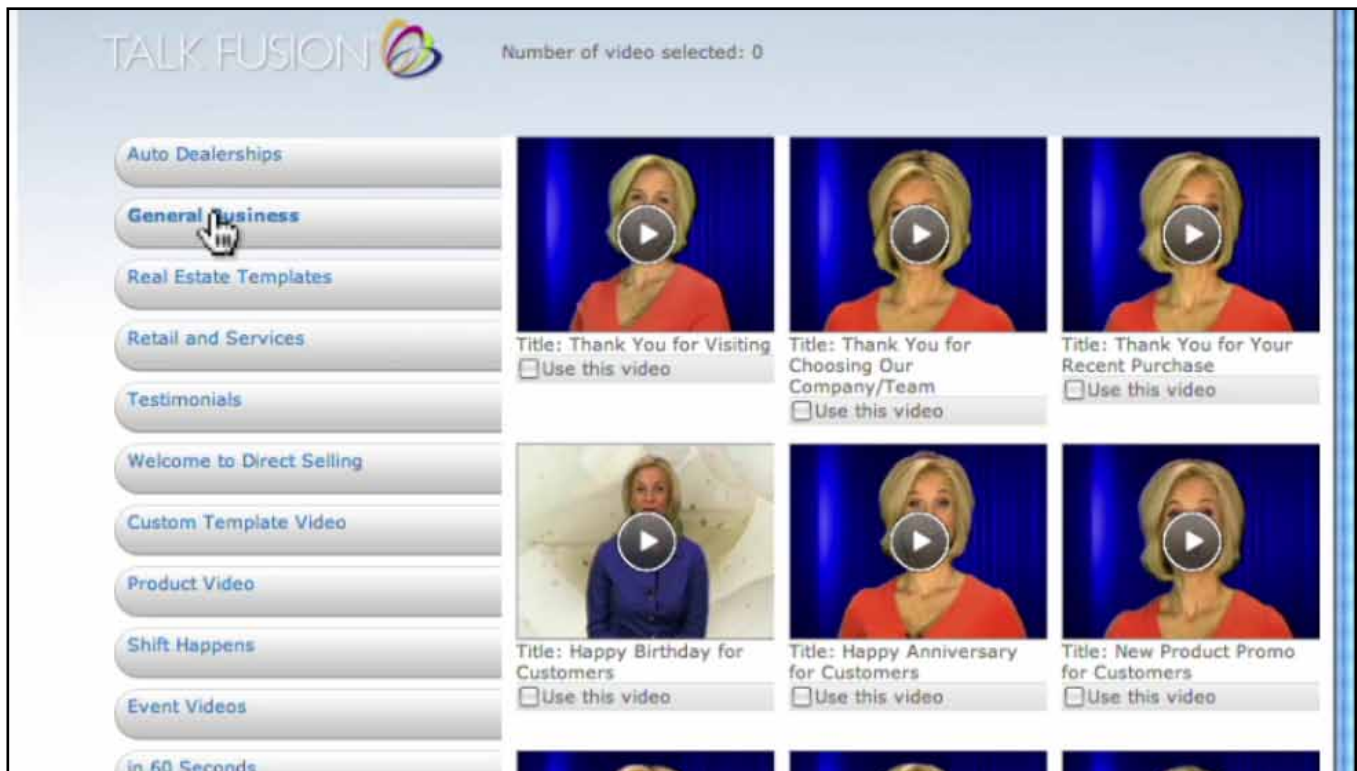 TALK FUSION
Number of video selected: 0
Auto Dealerships
General Business
Real Estate Templates
Retail and Services
Testimonials
Welcome to Direct Selling
Custom Template Video
Product Video
Shift Happens
Event Videos
in 60 Seconds
Title: Thank You for Visiting
Use this video
Title: Thank You for
Choosing Our
Company/Team
Use this video
Title: Thank You for Your
Recent Purchase
Use this video
Title: Happy Birthday for
Customers
Use this video
Title: Happy Anniversary
for Customers
Use this video
Title: New Product Promo
for Customers
Use this video